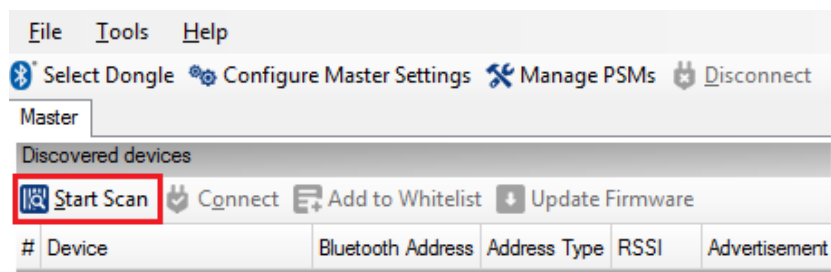 File Tools Help
Select Dongle Configure Master Settings Manage PSMs Disconnect
Master
Discovered devices
Start Scan Connect Add to Whitelist Update Firmware
# Device Bluetooth Address Address Type RSSI Advertisement